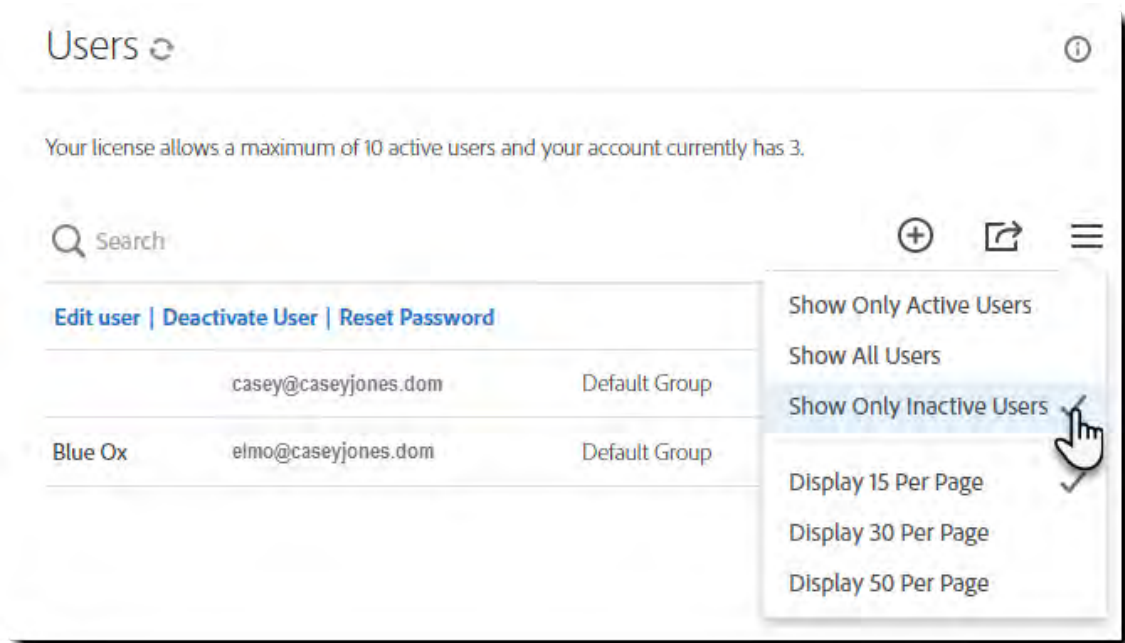 Users
Your license allows a maximum of 10 active users and your account currently has 3.
Search
Edit user | Deactivate User | Reset Password
casey@caseyjones.dom Default Group
Blue Ox elmo@caseyjones.dom Default Group
Show Only Active Users
Show All Users
Show Only Inactive Users
Display 15 Per Page
Display 30 Per Page
Display 50 Per Page